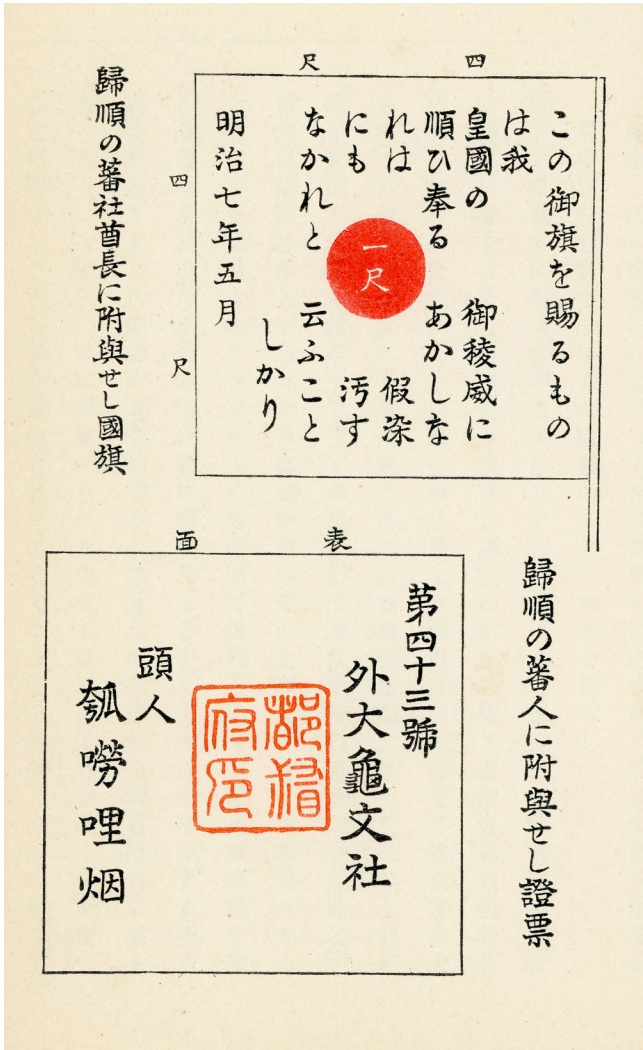 四尺
この御旗を賜るもの
は我
皇國の 御稜威に
順ひ奉る あかしな
れは 假染
にも 汚す
なかれと 云ふこと
しかり
明治七年五月
一尺
四尺
歸順の蕃社酋長に附與せし國旗
歸順の蕃人に附與せし證票
表面
第四十三號
外大龜文社
都督
府印
頭人
瓠嘮哩烟